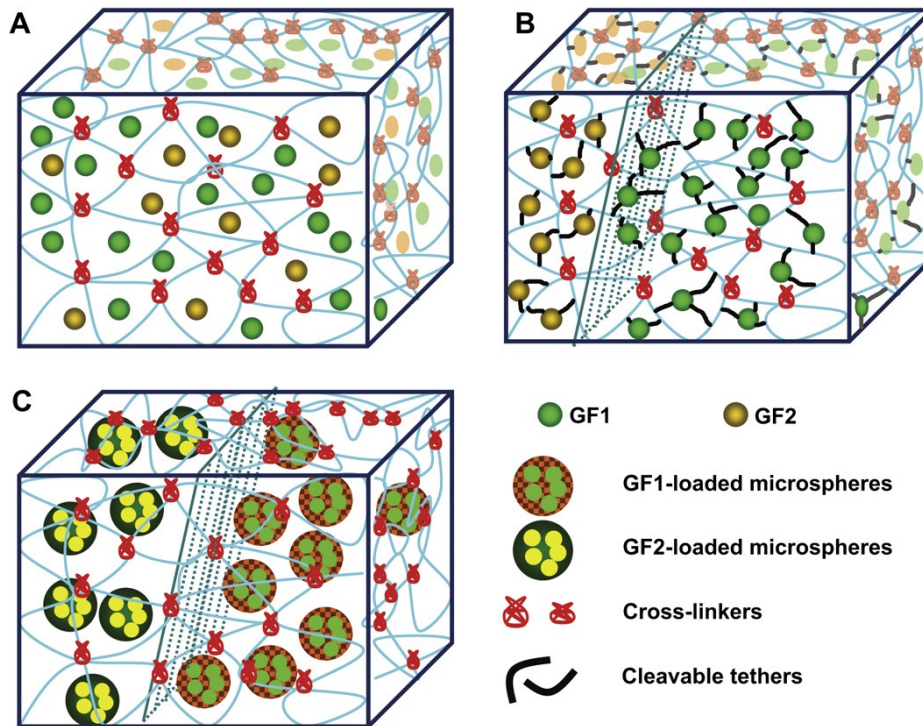 A
B
C
GF1
GF2
GF1-loaded microspheres
GF2-loaded microspheres
Cross-linkers
Cleavable tethers